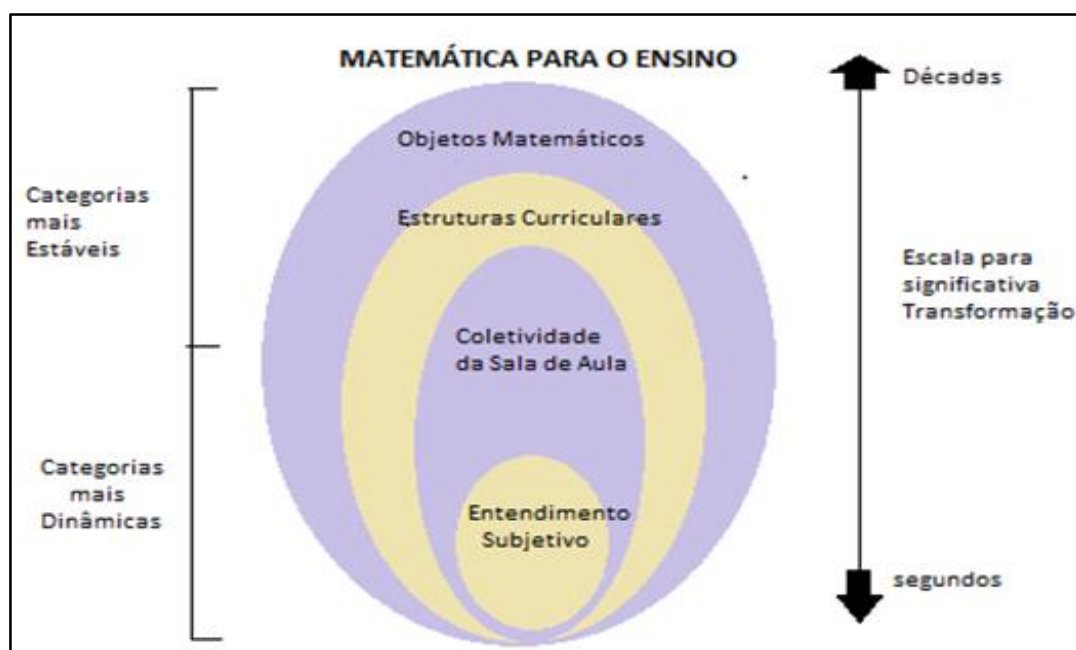 MATEMÁTICA PARA O ENSINO
Objetos Matemáticos
Estruturas Curriculares
Coletividade
da Sala de Aula
Entendimento
Subjetivo
Categorias
mais
Estáveis
Categorias
mais
Dinâmicas
Décadas
Escala para
significativa
Transformação
segundos